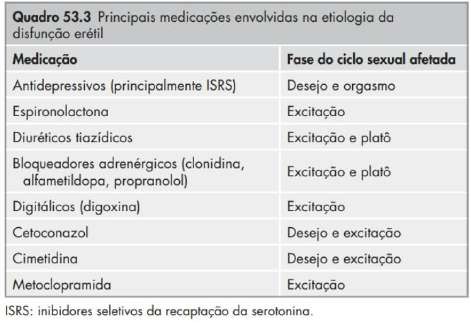 Quadro 53.3 Principais medicações envolvidas na etiologia da
disfunção erétil
Medicação Fase do ciclo sexual afetada
Antidepressivos (principalmente ISRS) Desejo e orgasmo
Espironolactona Excitação
Diuréticos tiazídicos Excitação e platô
Bloqueadores adrenérgicos (clonidina,
alfametildopa, propranolol) Excitação e platô
Digitálicos (digoxina) Excitação
Cetoconazol Desejo e excitação
Cimetidina Desejo e excitação
Metoclopramida Excitação
ISRS: inibidores seletivos da recaptação da serotonina.